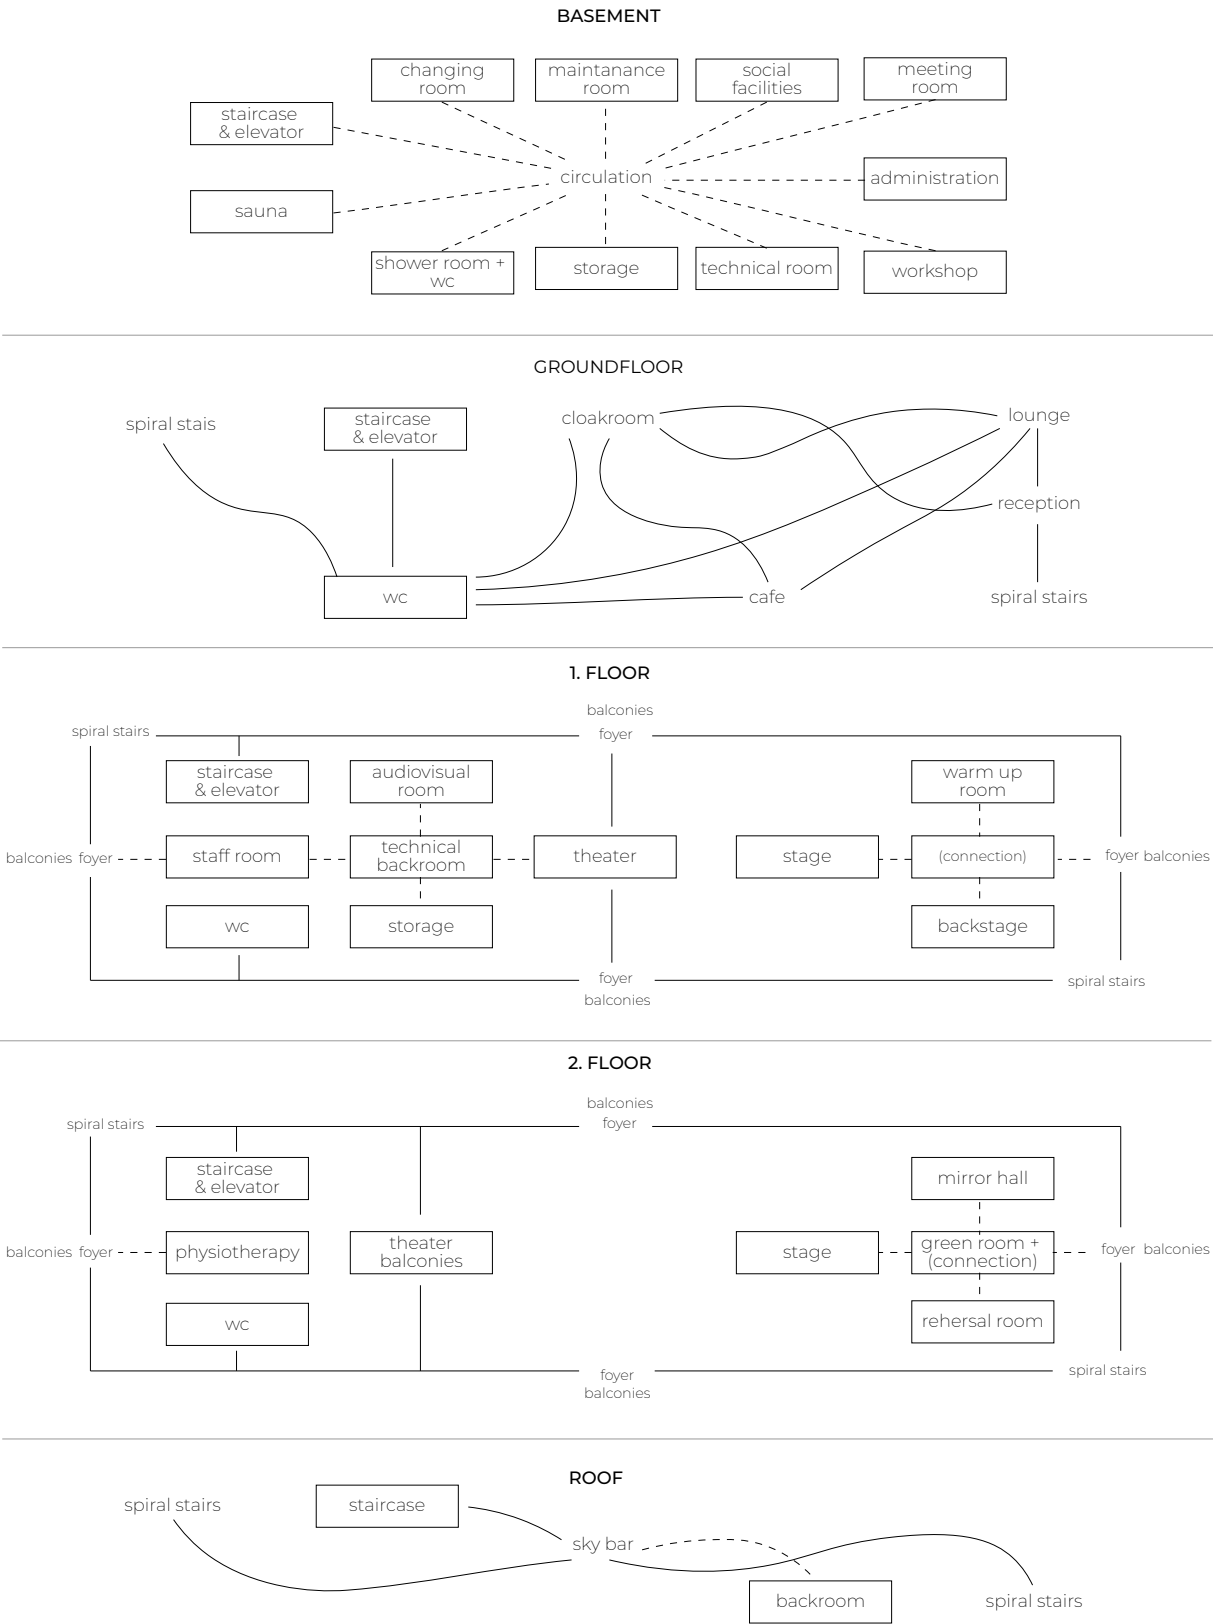 BASEMENT
changing
room
maintanance
room
social
facilities
meeting
room
staircase
& elevator
circulation
administration
sauna
shower room +
wc
storage
technical room
workshop
GROUNDFLOOR
spiral stais
staircase
& elevator
cloakroom
lounge
reception
wc
cafe
spiral stairs
1. FLOOR
balconies
spiral stairs
foyer
staircase
& elevator
audiovisual
room
warm up
room
balconies foyer
staff room
technical
backroom
theater
stage
(connection)
foyer balconies
wc
storage
backstage
foyer
balconies
spiral stairs
2. FLOOR
balconies
foyer
spiral stairs
staircase
& elevator
mirror hall
balconies foyer
physiotherapy
theater
balconies
stage
green room +
(connection)
foyer balconies
wc
rehersal room
foyer
balconies
spiral stairs
ROOF
spiral stairs
staircase
sky bar
backroom
spiral stairs